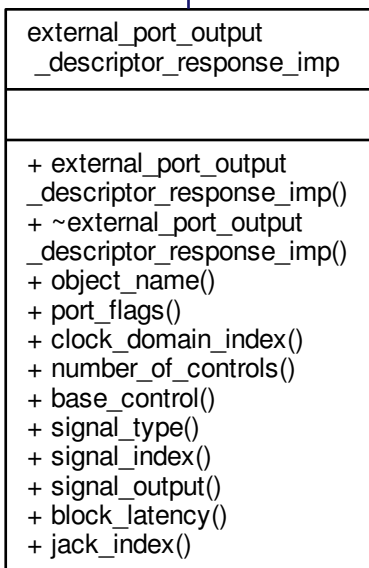 external_port_output
_descriptor_response_imp
+ external_port_output
_descriptor_response_imp()
+ ~external_port_output
_descriptor_response_imp()
+ object_name()
+ port_flags()
+ clock_domain_index()
+ number_of_controls()
+ base_control()
+ signal_type()
+ signal_index()
+ signal_output()
+ block_latency()
+ jack_index()